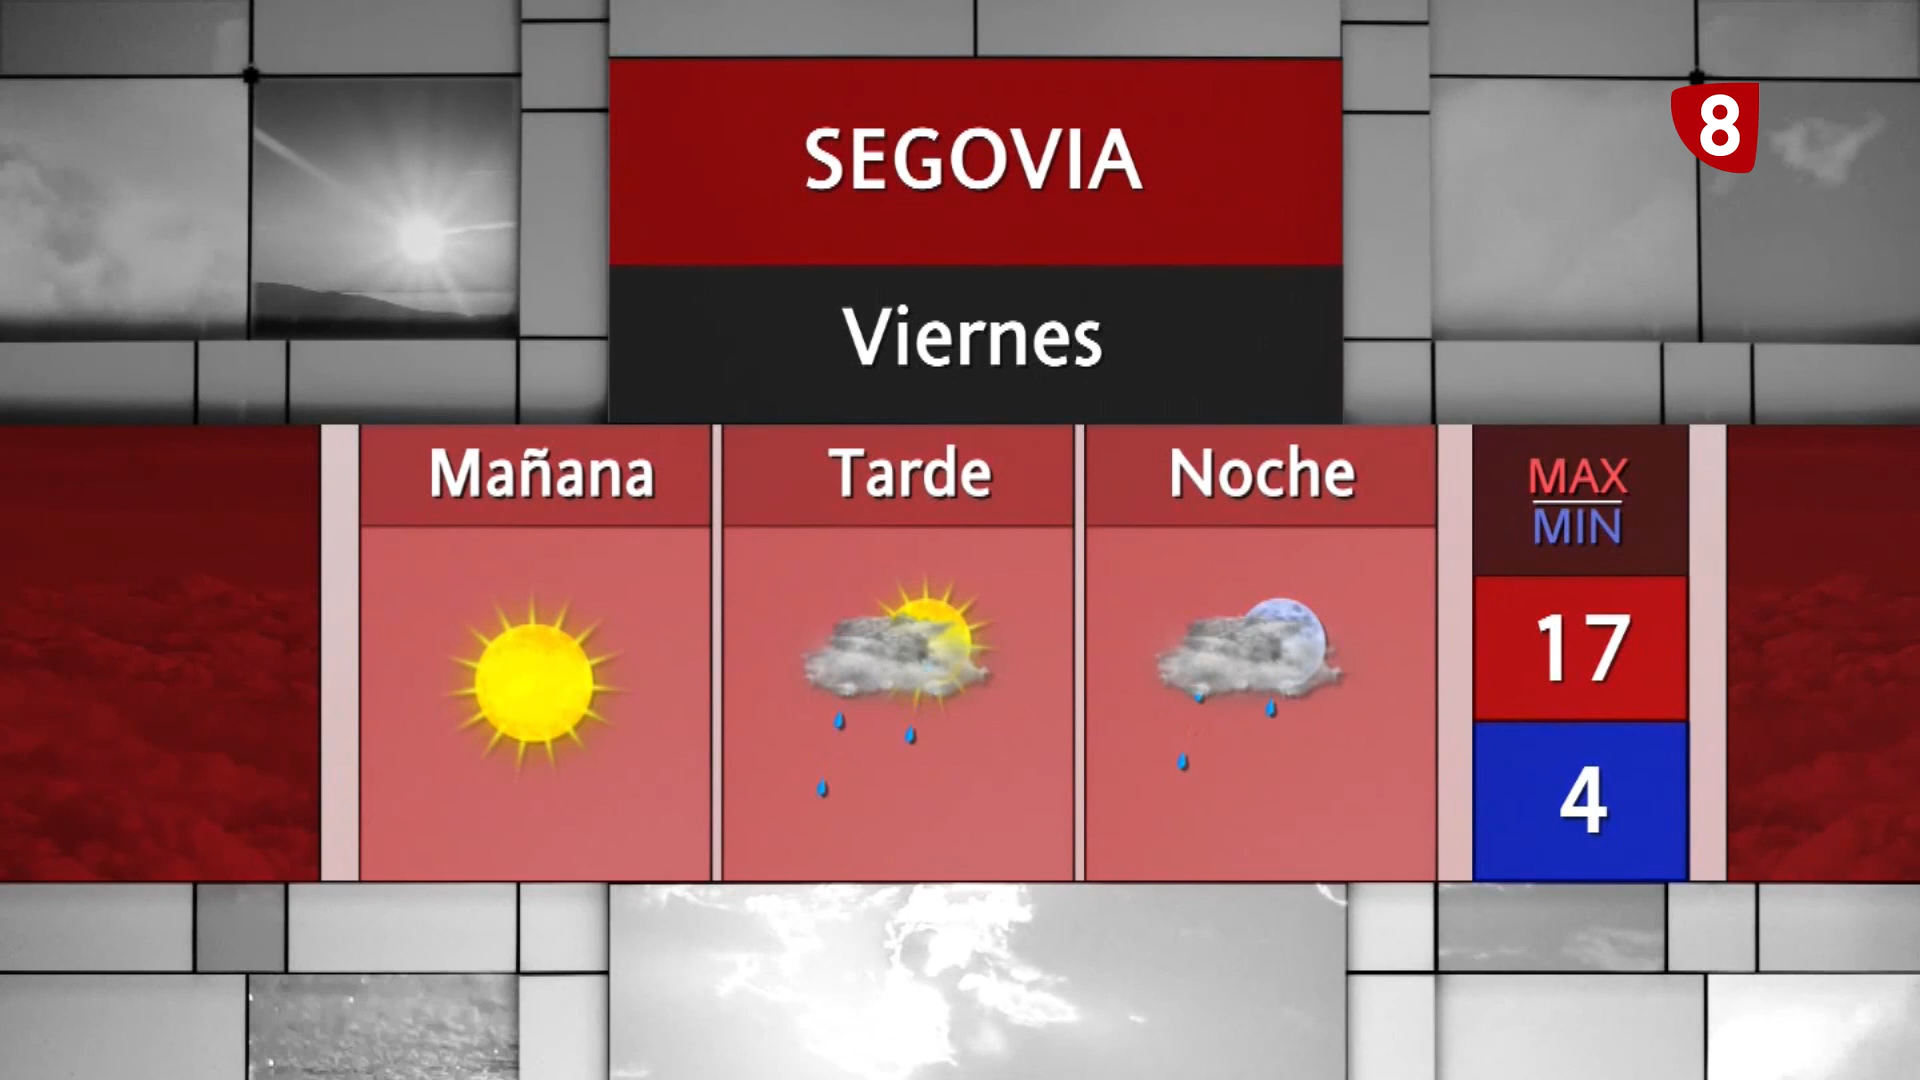 SEGOVIA
8
Viernes
Mañana
Tarde
Noche
MAX
MIN
17
4